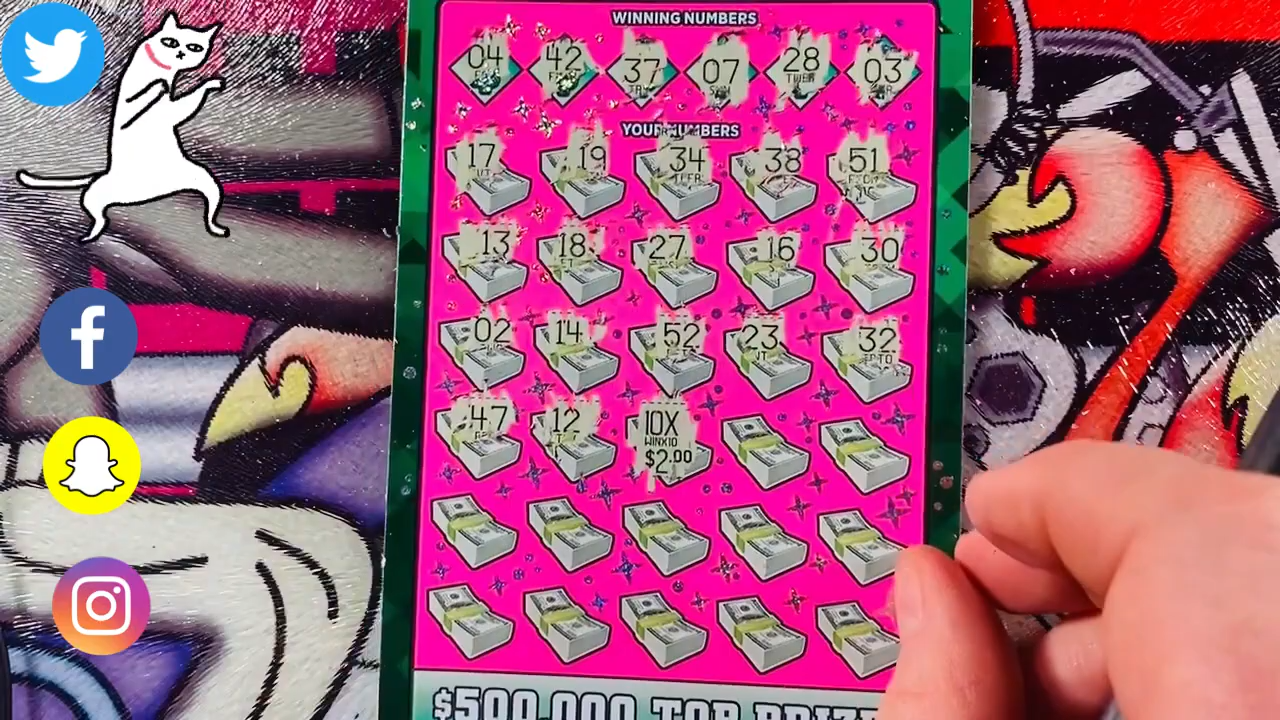 WINNING NUMBERS
04 42 37 07 28 03
YOUR NUMBERS
17 19 34 38 51
13 18 27 16 30
02 14 52 23 32
47 12 10X
WINX10
$2.00
$500,000 TOP PRIZE